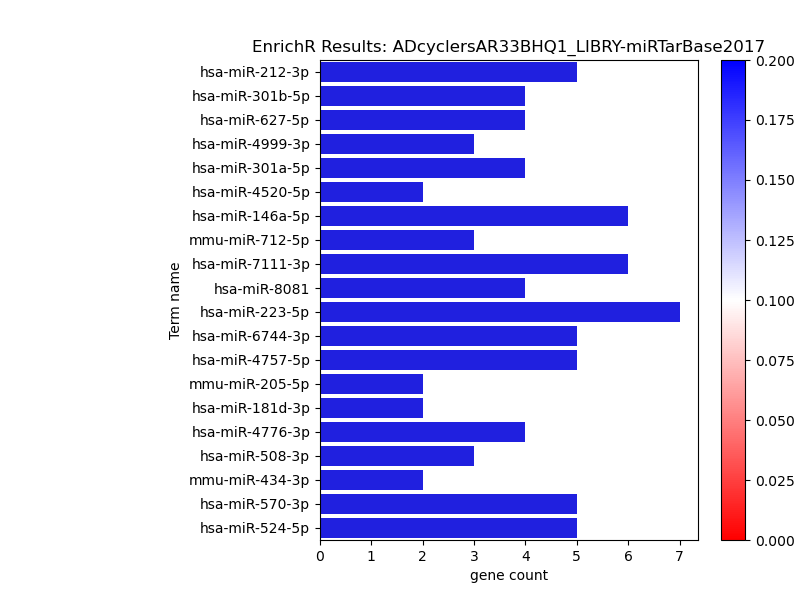 EnrichR Results: ADcyclersAR33BHQ1_LIBRY-miRTarBase2017
hsa-miR-212-3p
hsa-miR-301b-5p
hsa-miR-627-5p
hsa-miR-4999-3p
hsa-miR-301a-5p
hsa-miR-4520-5p
hsa-miR-146a-5p
mmu-miR-712-5p
hsa-miR-7111-3p
hsa-miR-8081
hsa-miR-223-5p
hsa-miR-6744-3p
hsa-miR-4757-5p
mmu-miR-205-5p
hsa-miR-181d-3p
hsa-miR-4776-3p
hsa-miR-508-3p
mmu-miR-434-3p
hsa-miR-570-3p
hsa-miR-524-5p
Term name
0 1 2 3 4 5 6 7
gene count
0.200
0.175
0.150
0.125
0.100
0.075
0.050
0.025
0.000